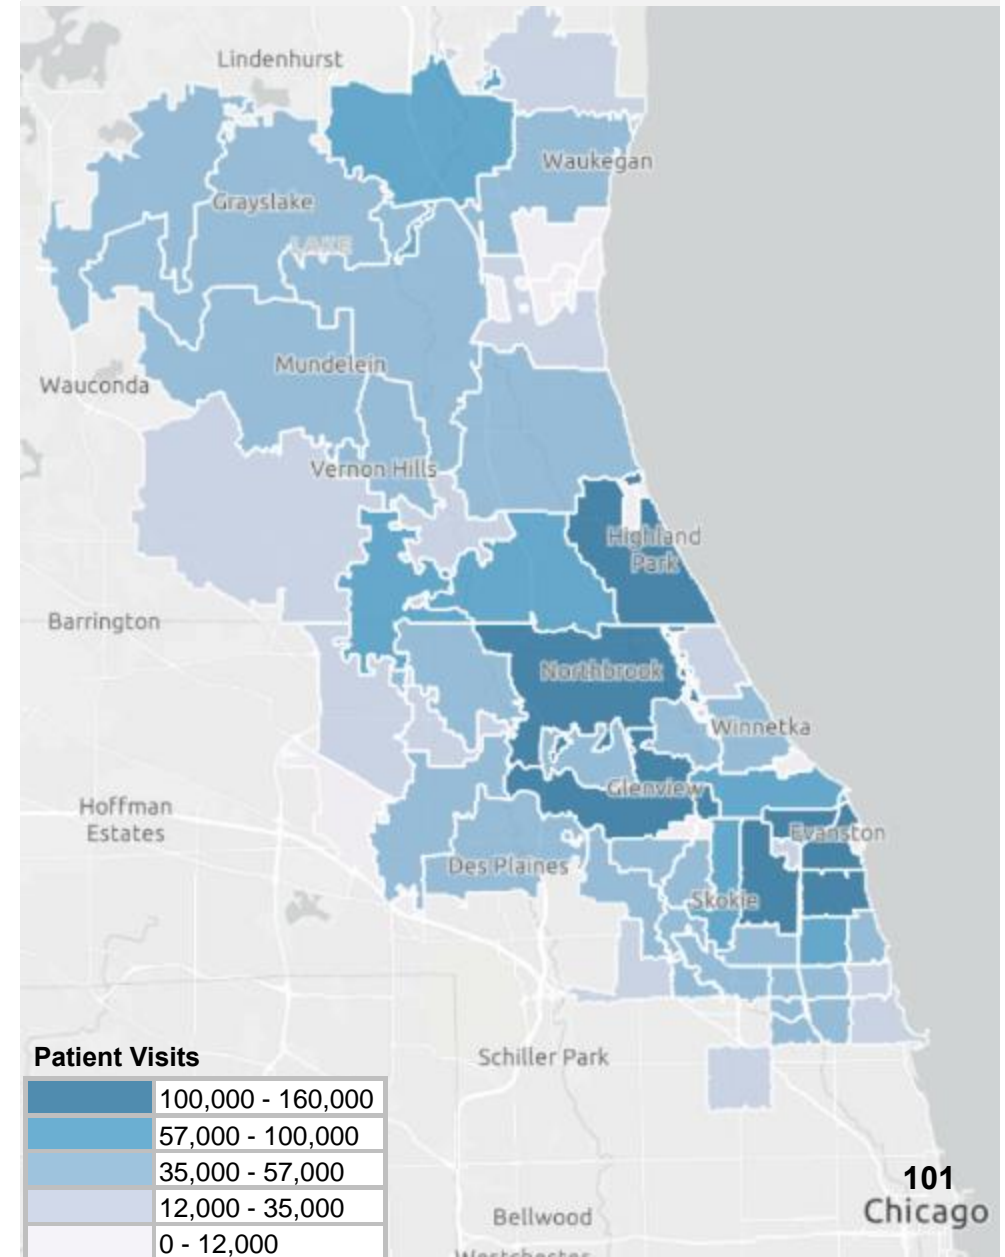 Lindenhurst
Waukegan
Grayslake
LAKE
Mundelein
Wauconda
Vernon Hills
Highland
Park
Barrington
Northbrook
Winnetka
Glenview
Hoffman
Estates
Evanston
Des Plaines
Skokie
Schiller Park
Patient Visits
100,000 - 160,000
57,000 - 100,000
35,000 - 57,000
12,000 - 35,000
0 - 12,000
101
Chicago
Bellwood
Westchester